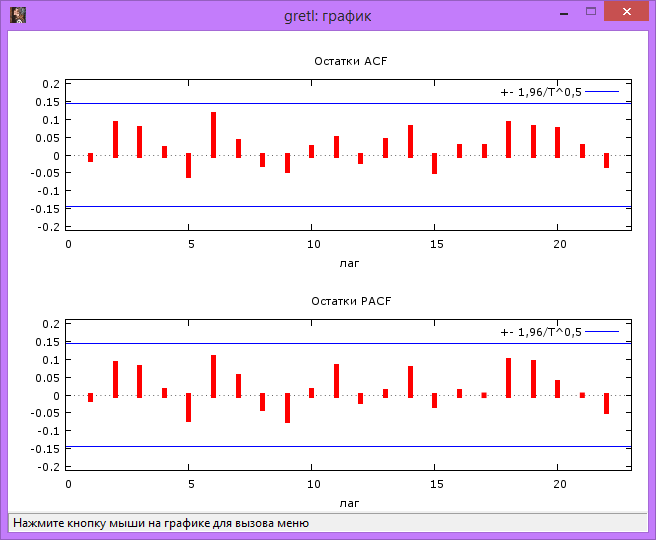 gretl: график
Остатки ACF
+- 1,96/T^0,5
0.2
0.15
0.1
0.05
0
-0.05
-0.1
-0.15
-0.2
0 5 10 15 20
лаг
Остатки PACF
+- 1,96/T^0,5
0.2
0.15
0.1
0.05
0
-0.05
-0.1
-0.15
-0.2
0 5 10 15 20
лаг
Нажмите кнопку мыши на графике для вызова меню